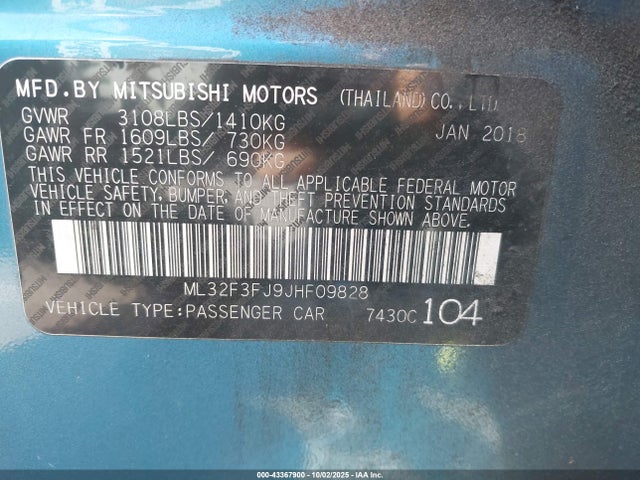 MFD.BY MITSUBISHI MOTORS (THAILAND)CO.,LTD.
GVWR 3108LBS/1410KG JAN 2018
GAWR FR 1609LBS/ 730KG
GAWR RR 1521LBS/ 690KG
THIS VEHICLE CONFORMS TO ALL APPLICABLE FEDERAL MOTOR
VEHICLE SAFETY, BUMPER, AND THEFT PREVENTION STANDARDS
IN EFFECT ON THE DATE OF MANUFACTURE SHOWN ABOVE.
ML32F3FJ9JHF09828
VEHICLE TYPE:PASSENGER CAR 7430C 104
000-43367900 - 10/02/2025 - IAA Inc.